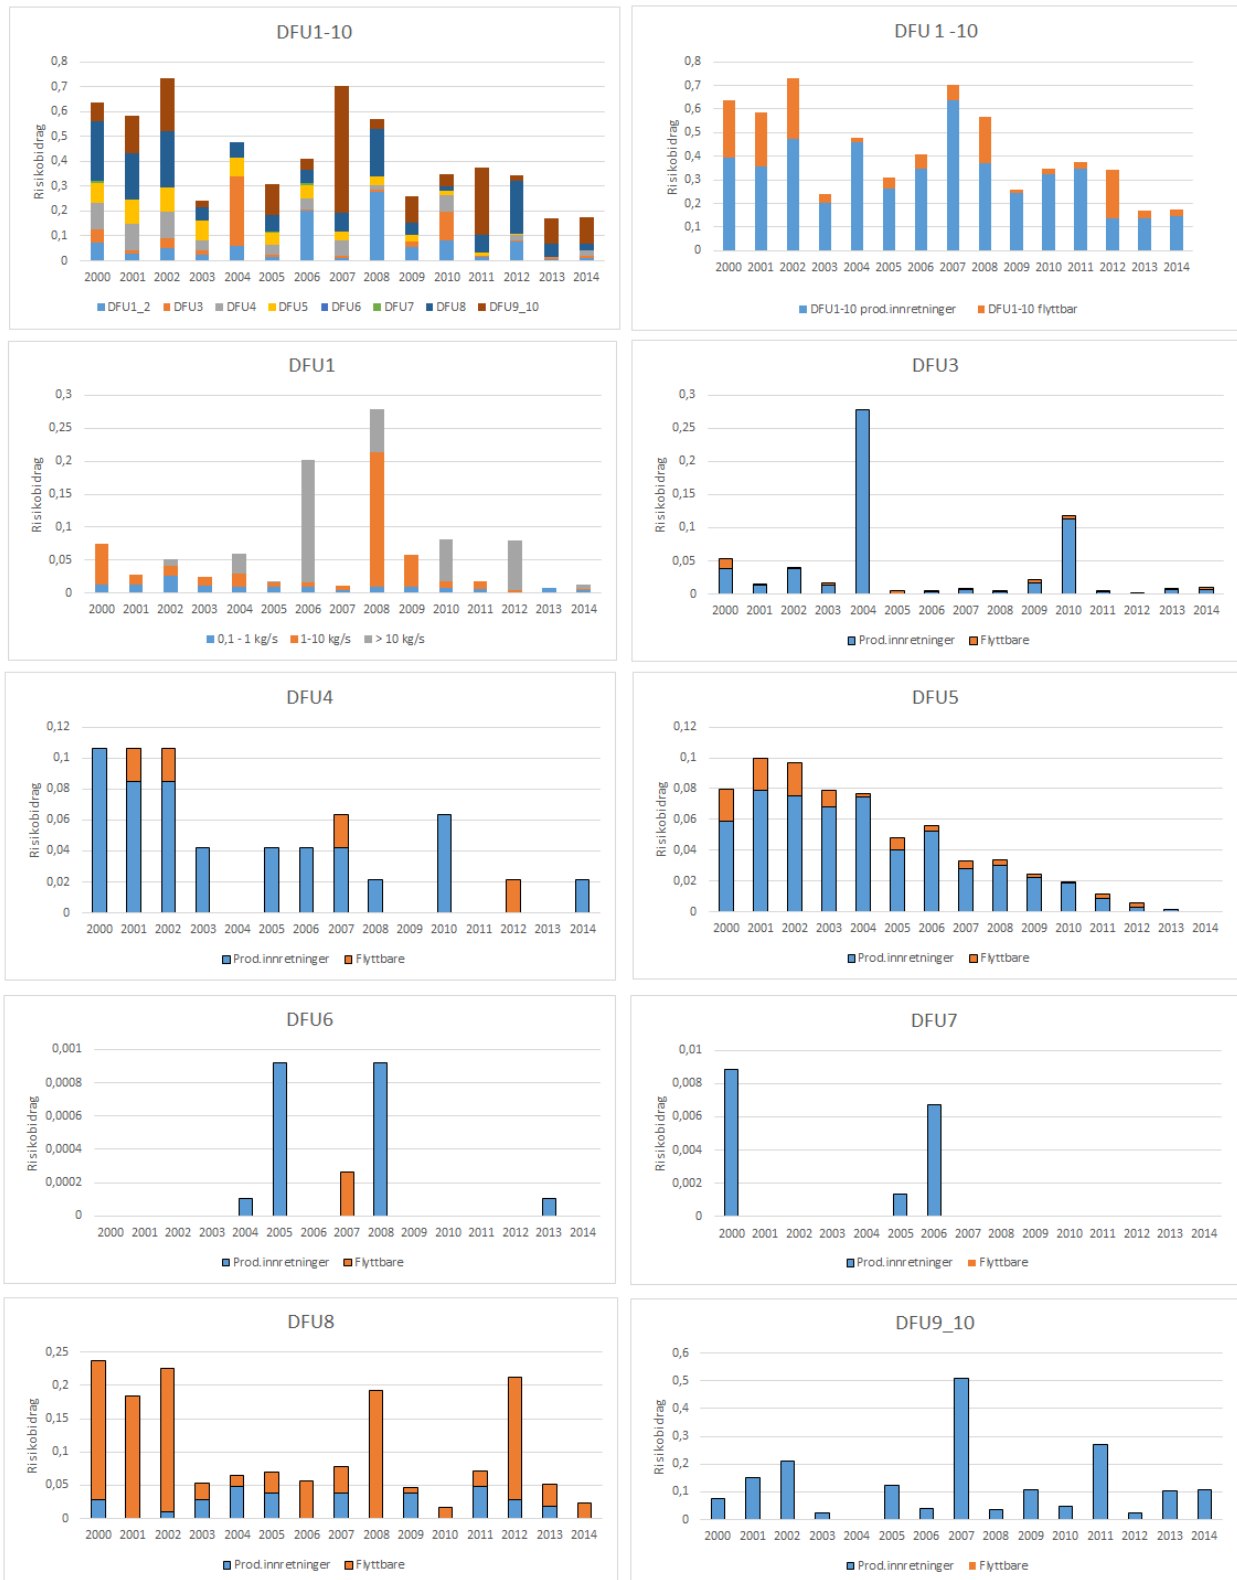 DFU1-10
0,8
0,7
0,6
0,5
0,4
0,3
0,2
0,1
0
Risikobidrag
2000 2001 2002 2003 2004 2005 2006 2007 2008 2009 2010 2011 2012 2013 2014
DFU1_2 DFU3 DFU4 DFU5 DFU6 DFU7 DFU8 DFU9_10
DFU 1 -10
0,8
0,7
0,6
0,5
0,4
0,3
0,2
0,1
0
Risikobidrag
2000 2001 2002 2003 2004 2005 2006 2007 2008 2009 2010 2011 2012 2013 2014
DFU1-10 prod.innretninger DFU1-10 flyttbar
DFU1
0,3
0,25
0,2
0,15
0,1
0,05
0
Risikobidrag
2000 2001 2002 2003 2004 2005 2006 2007 2008 2009 2010 2011 2012 2013 2014
0,1 - 1 kg/s 1-10 kg/s > 10 kg/s
DFU3
0,3
0,25
0,2
0,15
0,1
0,05
0
Risikobidrag
2000 2001 2002 2003 2004 2005 2006 2007 2008 2009 2010 2011 2012 2013 2014
Prod.innretninger Flyttbare
DFU4
0,12
0,1
0,08
0,06
0,04
0,02
0
Risikobidrag
2000 2001 2002 2003 2004 2005 2006 2007 2008 2009 2010 2011 2012 2013 2014
Prod.innretninger Flyttbare
DFU5
0,12
0,1
0,08
0,06
0,04
0,02
0
Risikobidrag
2000 2001 2002 2003 2004 2005 2006 2007 2008 2009 2010 2011 2012 2013 2014
Prod.innretninger Flyttbare
DFU6
0,001
0,0008
0,0006
0,0004
0,0002
0
Risikobidrag
2000 2001 2002 2003 2004 2005 2006 2007 2008 2009 2010 2011 2012 2013 2014
Prod.innretninger Flyttbare
DFU7
0,01
0,008
0,006
0,004
0,002
0
Risikobidrag
2000 2001 2002 2003 2004 2005 2006 2007 2008 2009 2010 2011 2012 2013 2014
Prod.innretninger Flyttbare
DFU8
0,25
0,2
0,15
0,1
0,05
0
Risikobidrag
2000 2001 2002 2003 2004 2005 2006 2007 2008 2009 2010 2011 2012 2013 2014
Prod.innretninger Flyttbare
DFU9_10
0,6
0,5
0,4
0,3
0,2
0,1
0
Risikobidrag
2000 2001 2002 2003 2004 2005 2006 2007 2008 2009 2010 2011 2012 2013 2014
Prod.innretninger Flyttbare